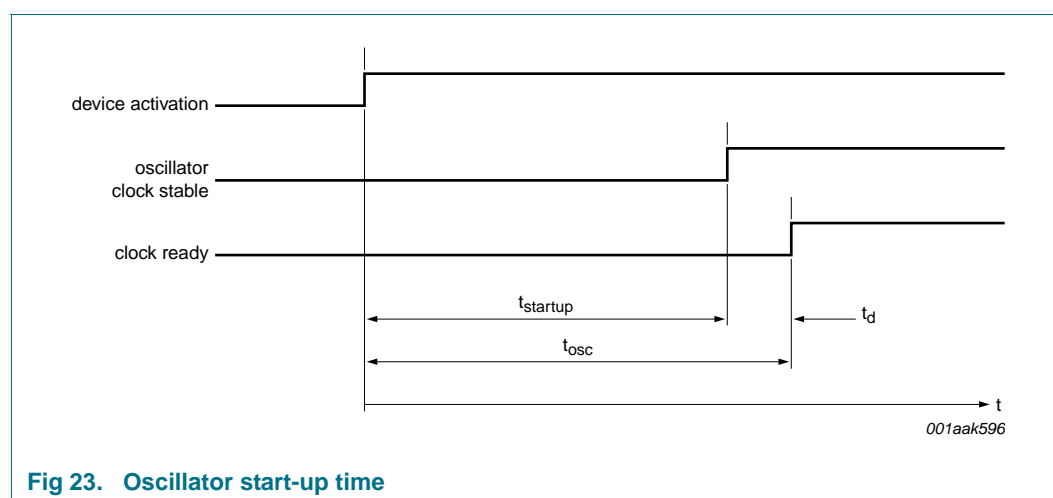 device activation
oscillator
clock stable
clock ready
tstartup
td
tosc
t
001aak596
Fig 23. Oscillator start-up time